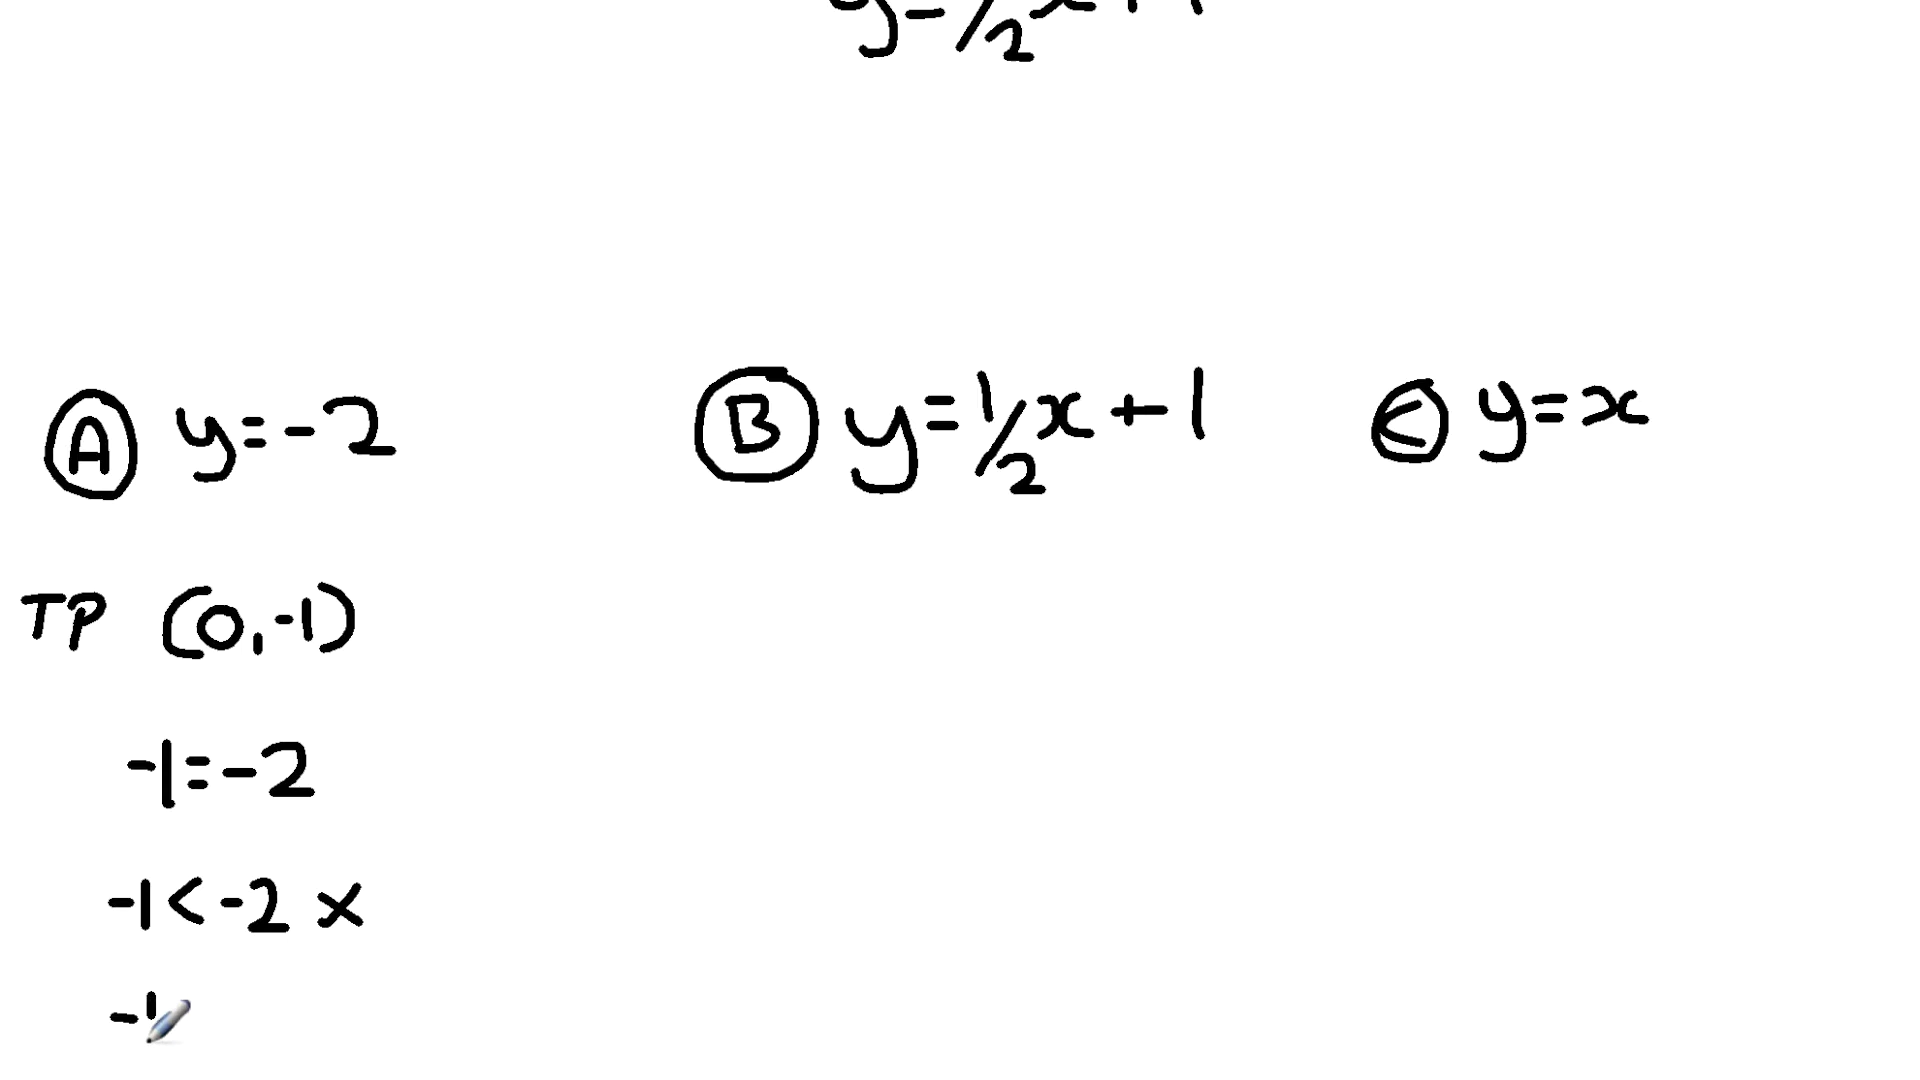 y=1/2x+1
Ⓐ y=-2
Ⓑ y=1/2x+1
Ⓒ y=x
TP (0,-1)
-1=-2
-1<-2 x
-1